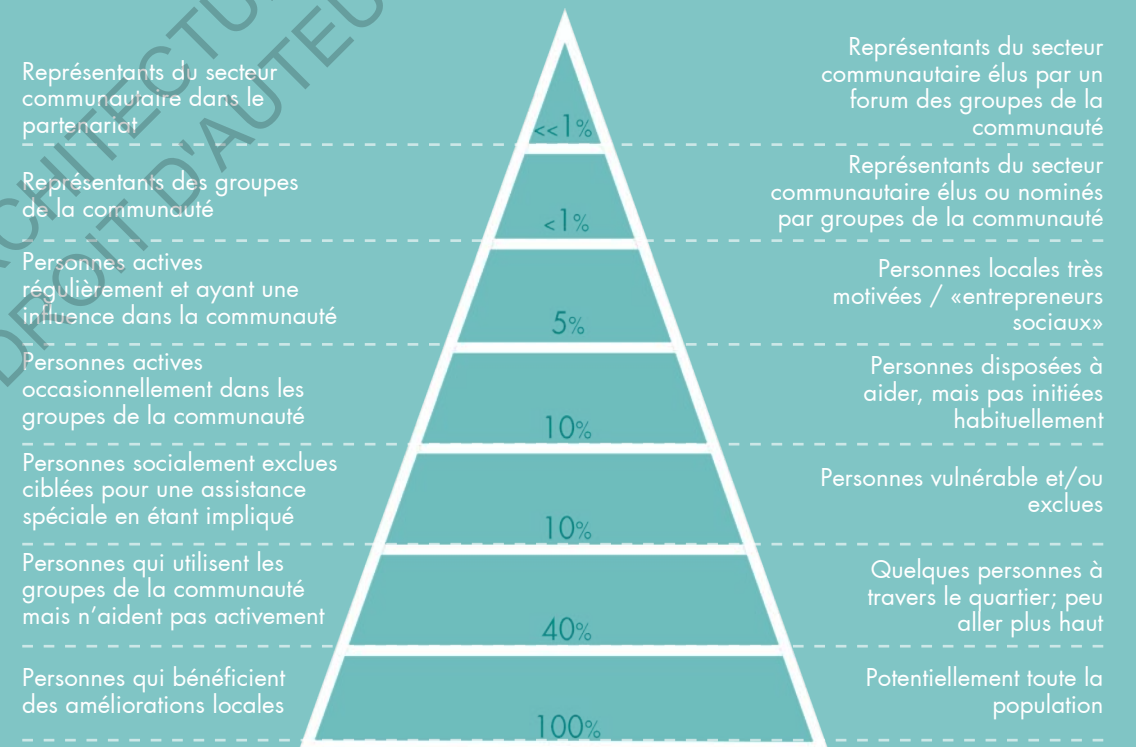 Représentants du secteur
communautaire dans le
partenariat
<<1%
Représentants du secteur
communautaire élus par un
forum des groupes de la
communauté
Représentants des groupes
de la communauté
<1%
Représentants du secteur
communautaire élus ou nominés
par groupes de la communauté
Personnes actives
régulièrement et ayant une
influence dans la communauté
5%
Personnes locales très
motivées / «entrepreneurs
sociaux»
Personnes actives
occasionnellement dans les
groupes de la communauté
10%
Personnes disposées à
aider, mais pas initiées
habituellement
Personnes socialement exclues
ciblées pour une assistance
spéciale en étant impliqué
10%
Personnes vulnérable et/ou
exclues
Personnes qui utilisent les
groupes de la communauté
mais n’aident pas activement
40%
Quelques personnes à
travers le quartier; peu
aller plus haut
Personnes qui bénéficient
des améliorations locales
100%
Potentiellement toute la
population